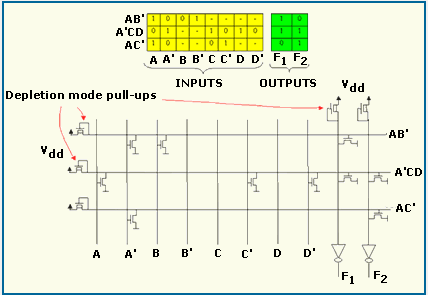 AB' 1 0 0 1 - - - - 1 0
A'CD 0 1 - - 1 0 1 0 1 1
AC' 1 0 - - 0 1 - - 0 1
A A' B B' C C' D D' F1 F2
INPUTS OUTPUTS
Depletion mode pull-ups
Vdd
AB'
Vdd
A'CD
AC'
A A' B B' C C' D D'
F1 F2